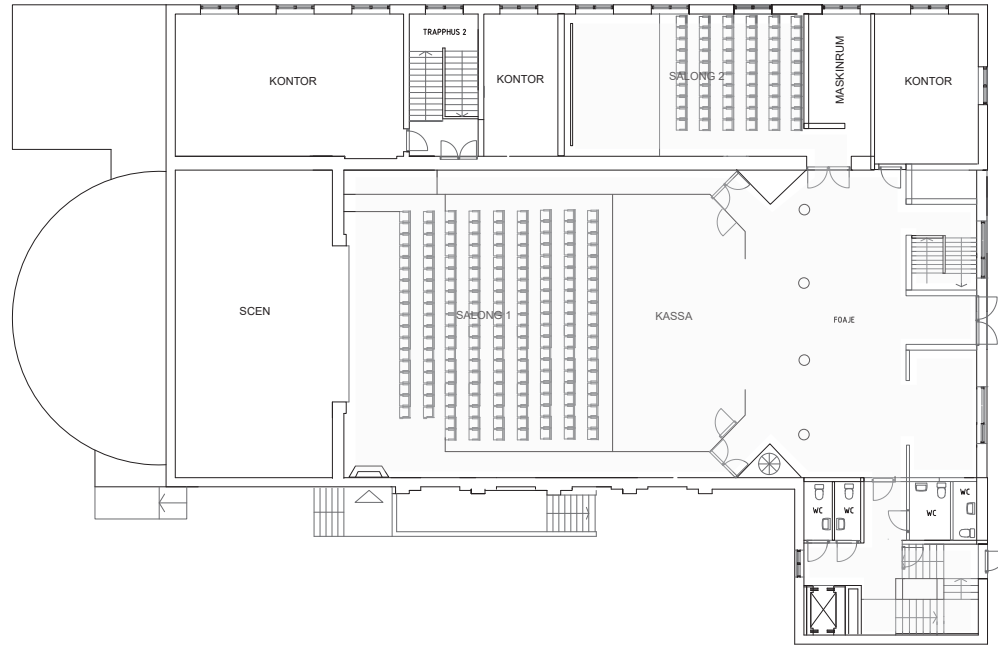 TRAPPHUS 2
KONTOR
KONTOR
SALONG 2
MASKINRUM
KONTOR
SCEN
SALONG 1
KASSA
FOAJE
WC
WC
WC
WC